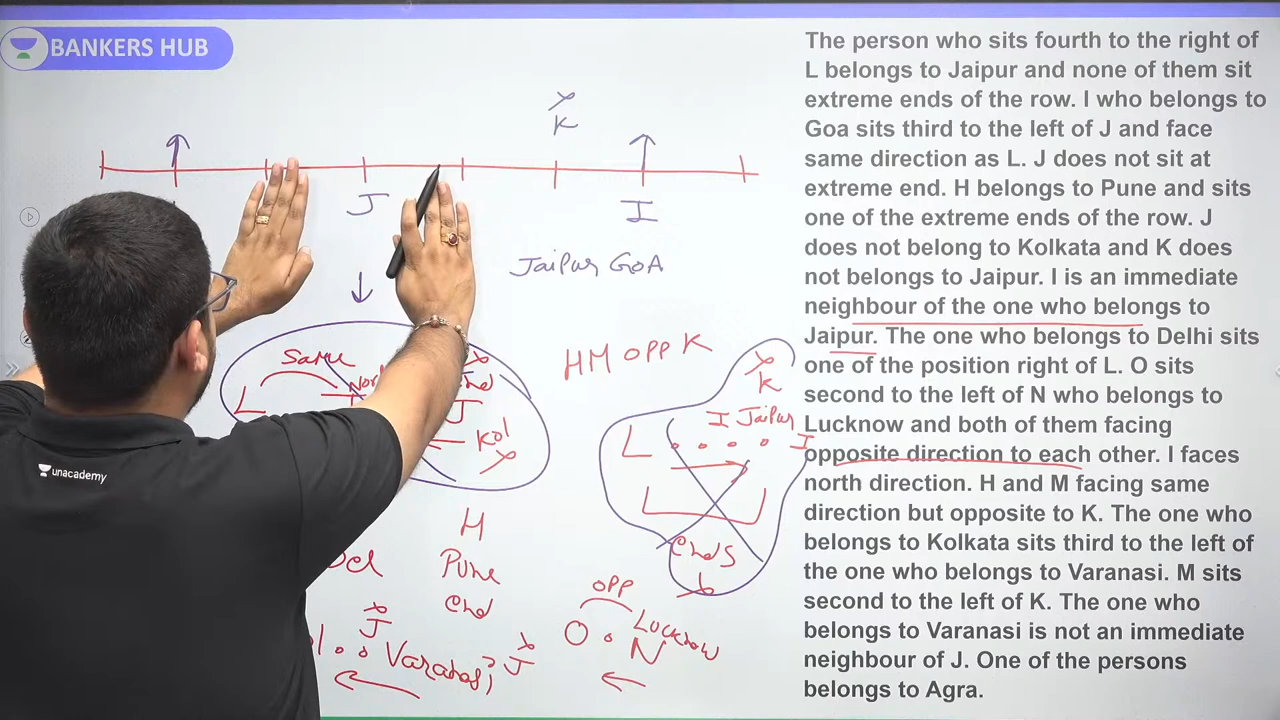 BANKERS HUB
The person who sits fourth to the right of
L belongs to Jaipur and none of them sit
extreme ends of the row. I who belongs to
Goa sits third to the left of J and face
same direction as L. J does not sit at
extreme end. H belongs to Pune and sits
one of the extreme ends of the row. J
does not belong to Kolkata and K does
not belongs to Jaipur. I is an immediate
neighbour of the one who belongs to
Jaipur. The one who belongs to Delhi sits
one of the position right of L. O sits
second to the left of N who belongs to
Lucknow and both of them facing
opposite direction to each other. I faces
north direction. H and M facing same
direction but opposite to K. The one who
belongs to Kolkata sits third to the left of
the one who belongs to Varanasi. M sits
second to the left of K. The one who
belongs to Varanasi is not an immediate
neighbour of J. One of the persons
belongs to Agra.
K
J
I
Jaipur GOA
Same
L
J
Kol
HM OPP K
K
I Jaipur
L I
ends
H
Pune
end
J
Varanasi
J
OPP
O N
Lucknow
unacademy